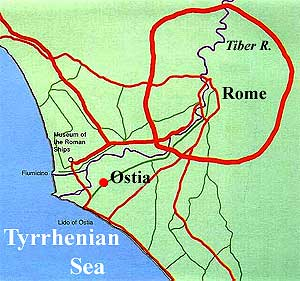 Tiber R.
Rome
Museum of
the Roman
Ships
Fiumicino
Ostia
Lido of Ostia
Tyrrhenian
Sea